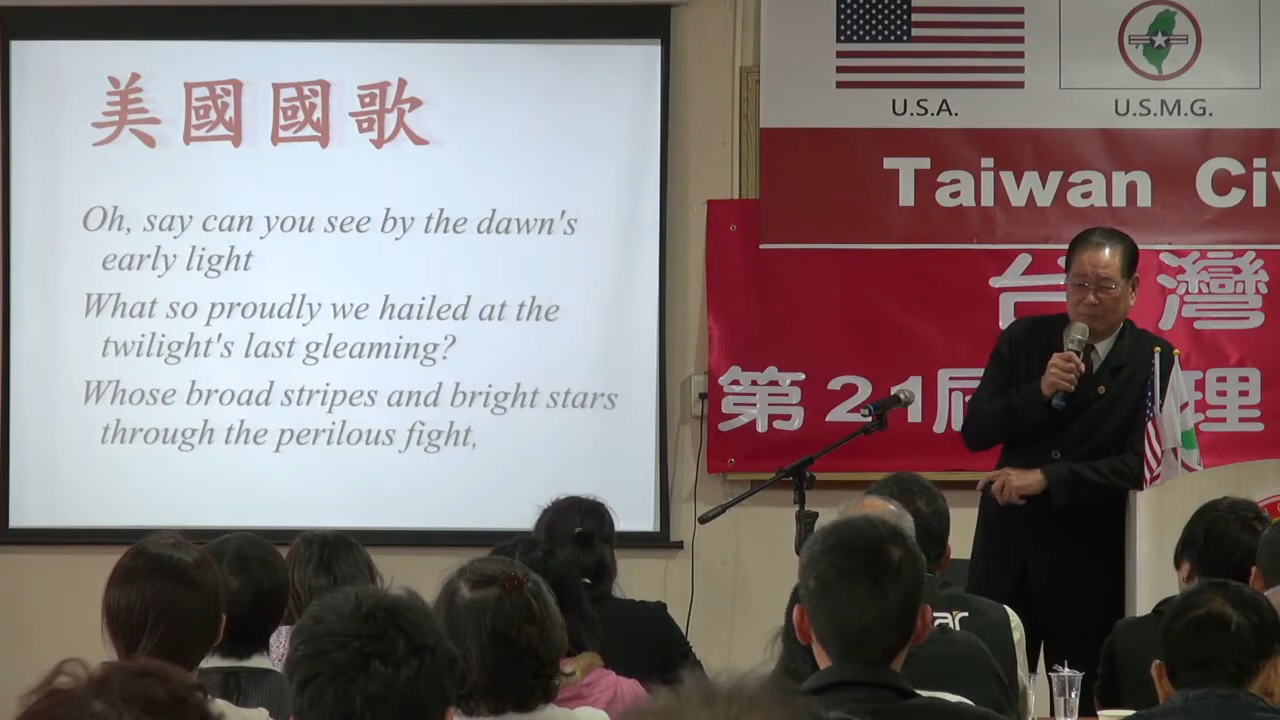 美國國歌
Oh, say can you see by the dawn's
early light
What so proudly we hailed at the
twilight's last gleaming?
Whose broad stripes and bright stars
through the perilous fight,
U.S.A.
U.S.M.G.
Taiwan Ci
台灣
第21屆 理
ar